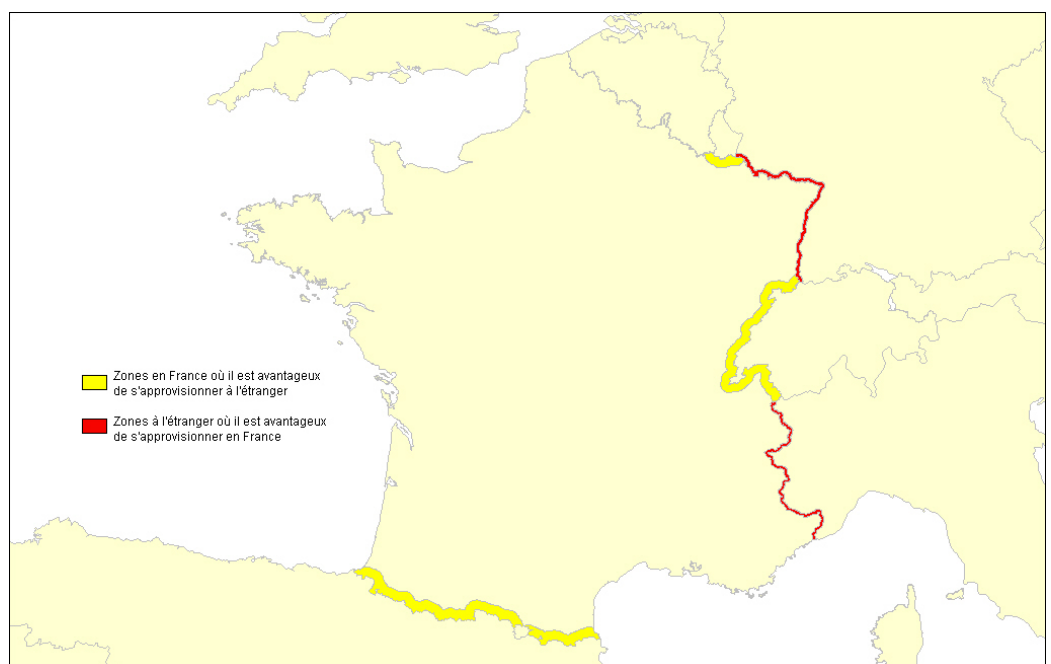 Zones en France où il est avantageux
de s'approvisionner à l'étranger
Zones à l'étranger où il est avantageux
de s'approvisionner en France